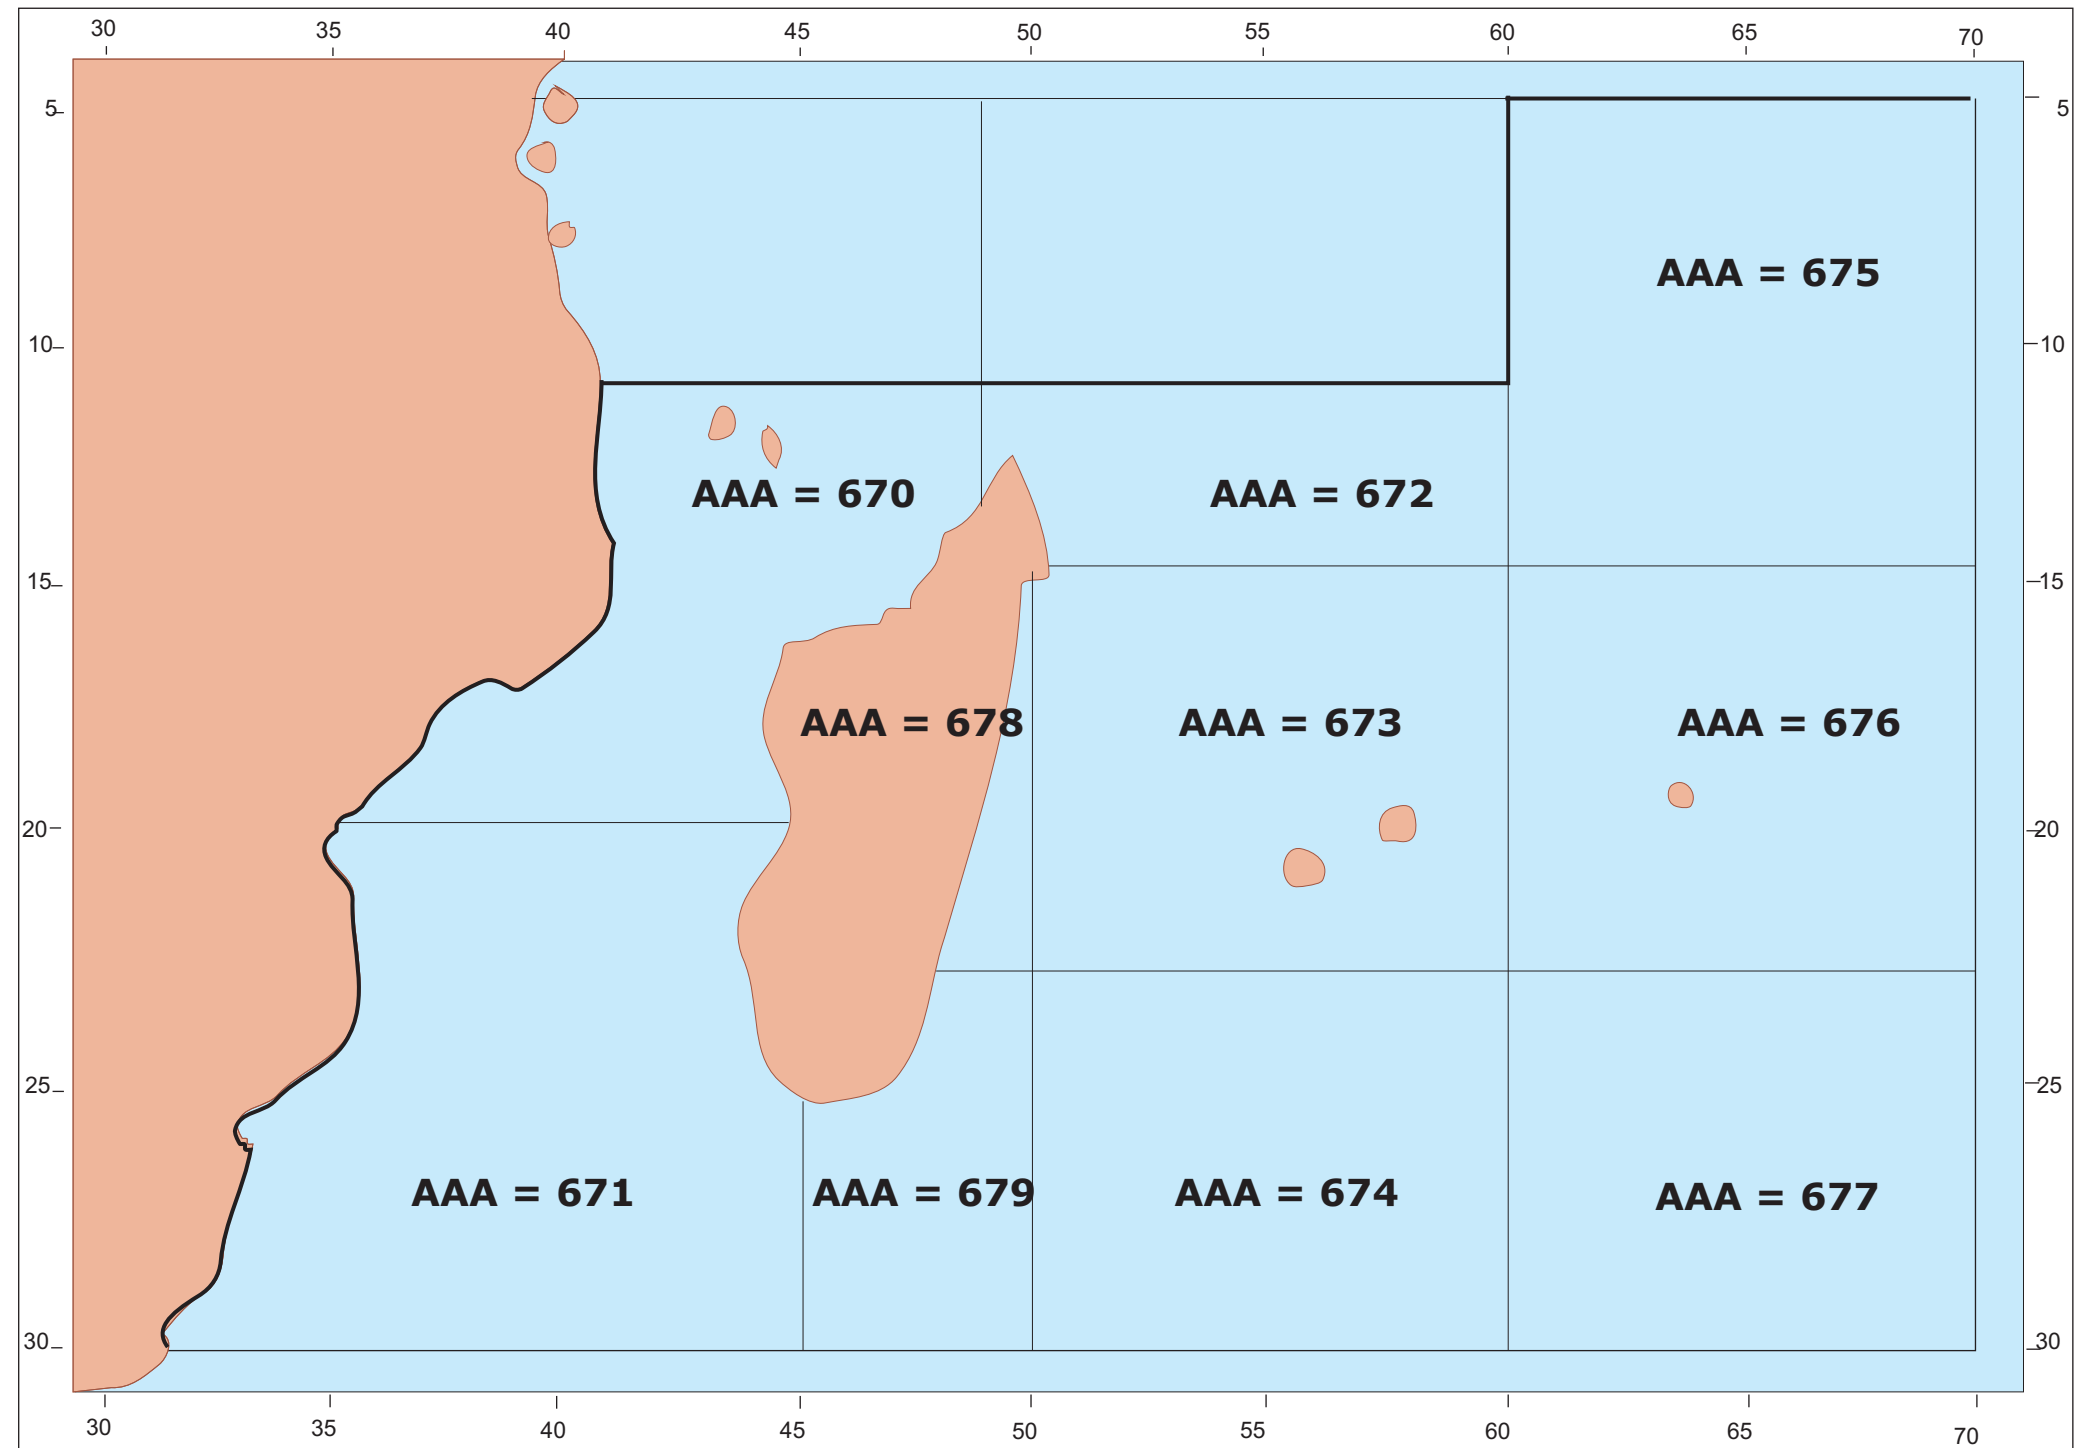 30 35 40 45 50 55 60 65 70
5 5
AAA = 675
10 10
AAA = 670 AAA = 672
15 15
AAA = 678 AAA = 673 AAA = 676
20 20
25 25
AAA = 671 AAA = 679 AAA = 674 AAA = 677
30 30
30 35 40 45 50 55 60 65 70